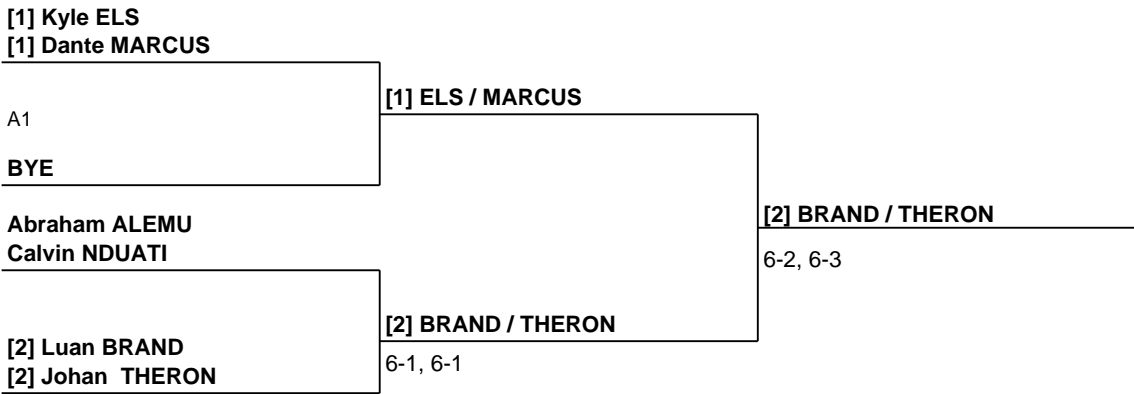 [1] Kyle ELS
[1] Dante MARCUS
[1] ELS / MARCUS
A1
BYE
Abraham ALEMU
Calvin NDUATI
[2] BRAND / THERON
6-2, 6-3
[2] BRAND / THERON
6-1, 6-1
[2] Luan BRAND
[2] Johan  THERON